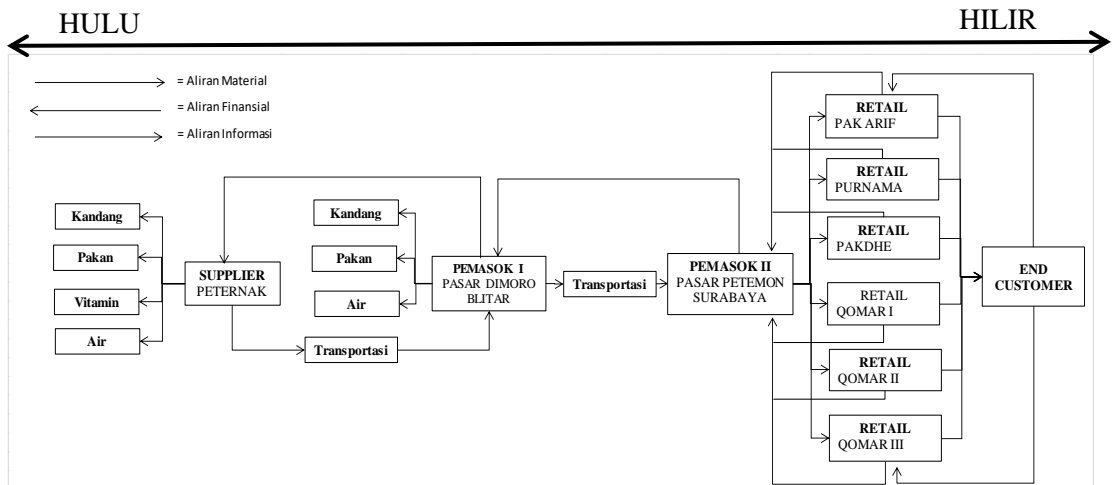 HULU
HILIR
= Aliran Material
= Aliran Finansial
= Aliran Informasi
Kandang
Pakan
Vitamin
Air
SUPPLIER
PETERNAK
Transportasi
Kandang
Pakan
Air
PEMASOK I
PASAR DIMORO
BLITAR
Transportasi
PEMASOK II
PASAR PETEMON
SURABAYA
RETAIL
PAK ARIF
RETAIL
PURNAMA
RETAIL
PAKDHE
RETAIL
QOMAR I
RETAIL
QOMAR II
RETAIL
QOMAR III
END
CUSTOMER